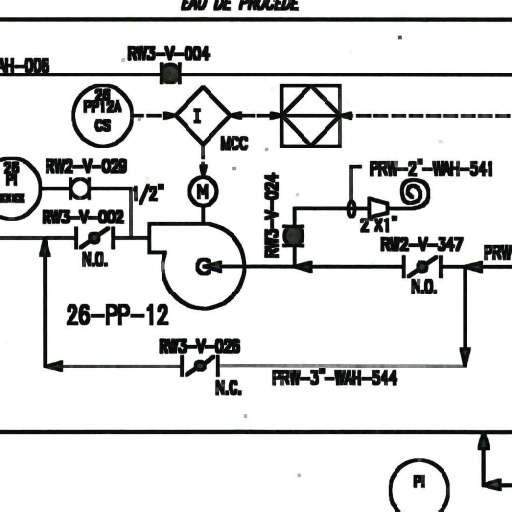 EAU DE PROCEDE
RW3-V-004
AH-006
26
PP12A
CS
I
MCC
26
PI
RW2-V-029
1/2"
M
RW3-V-024
PRW-2"-WAH-541
2"X1"
RW3-V-002
N.O.
RW2-V-347
PRW
N.O.
26-PP-12
RW3-V-026
N.C.
PRW-3"-WAH-544
PI